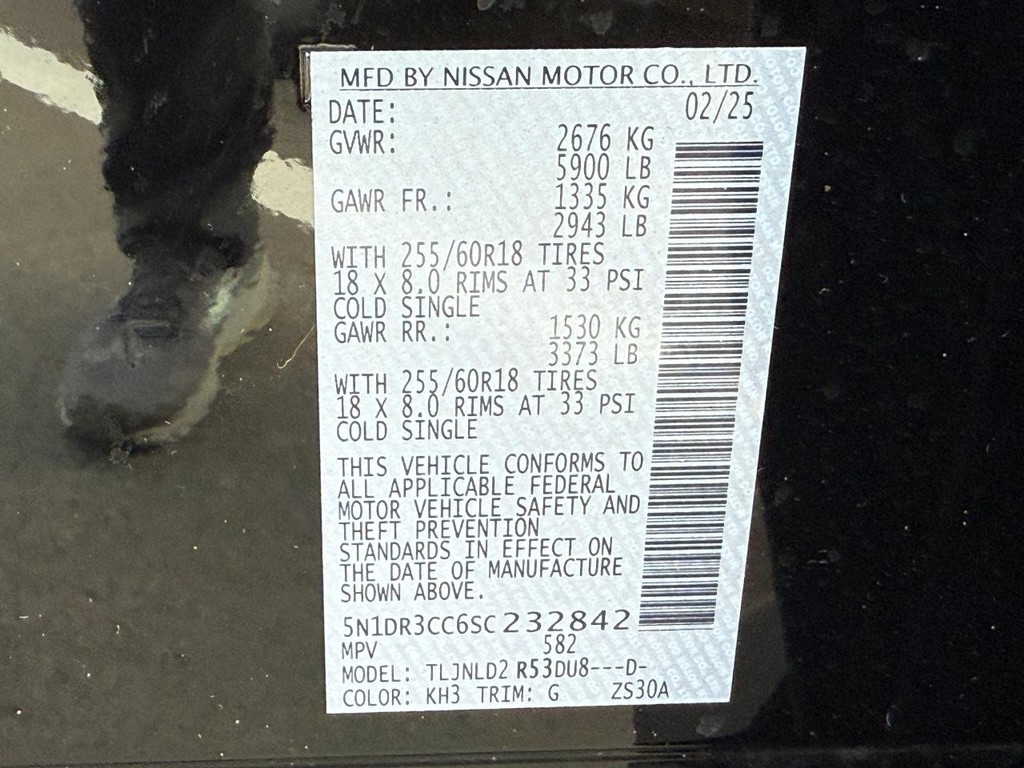 MFD BY NISSAN MOTOR CO., LTD.
DATE: 02/25
GVWR: 2676 KG
5900 LB
GAWR FR.: 1335 KG
2943 LB
WITH 255/60R18 TIRES
18 X 8.0 RIMS AT 33 PSI
COLD SINGLE
GAWR RR.: 1530 KG
3373 LB
WITH 255/60R18 TIRES
18 X 8.0 RIMS AT 33 PSI
COLD SINGLE
THIS VEHICLE CONFORMS TO
ALL APPLICABLE FEDERAL
MOTOR VEHICLE SAFETY AND
THEFT PREVENTION
STANDARDS IN EFFECT ON
THE DATE OF MANUFACTURE
SHOWN ABOVE.
5N1DR3CC6SC232842
MPV 582
MODEL: TLJNLD2 R53DU8---D-
COLOR: KH3 TRIM: G ZS30A